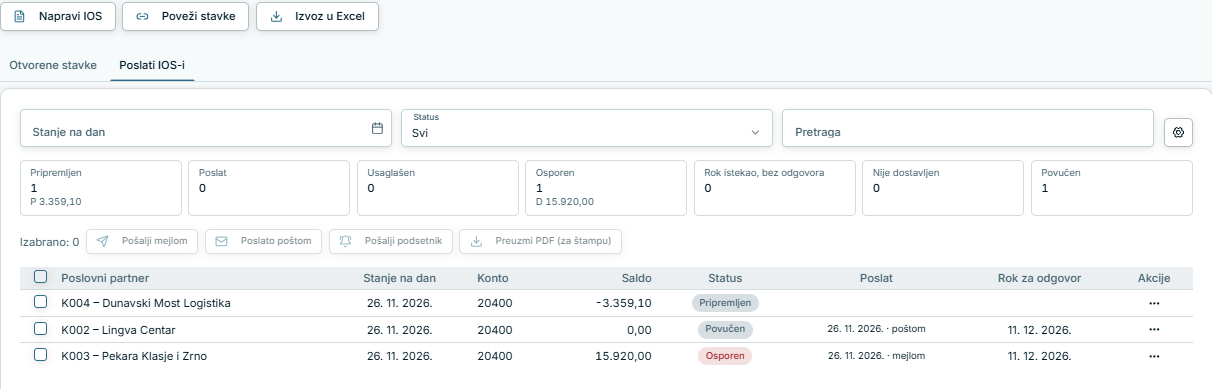 Napravi IOS Poveži stavke Izvoz u Excel
Otvorene stavke Poslati IOS-i
Status
Stanje na dan Svi Pretraga
Pripremljen Poslat Usaglašen Osporen Rok istekao, bez odgovora Nije dostavljen Povučen
1 0 0 1 0 0 1
P 3.359,10 D 15.920,00
Izabrano: 0 Pošalji mejlom Poslato poštom Pošalji podsetnik Preuzmi PDF (za štampu)
Poslovni partner Stanje na dan Konto Saldo Status Poslat Rok za odgovor Akcije
K004 – Dunavski Most Logistika 26. 11. 2026. 20400 -3.359,10 Pripremljen
K002 – Lingva Centar 26. 11. 2026. 20400 0,00 Povučen 26. 11. 2026. · poštom 11. 12. 2026.
K003 – Pekara Klasje i Zrno 26. 11. 2026. 20400 15.920,00 Osporen 26. 11. 2026. · mejlom 11. 12. 2026.